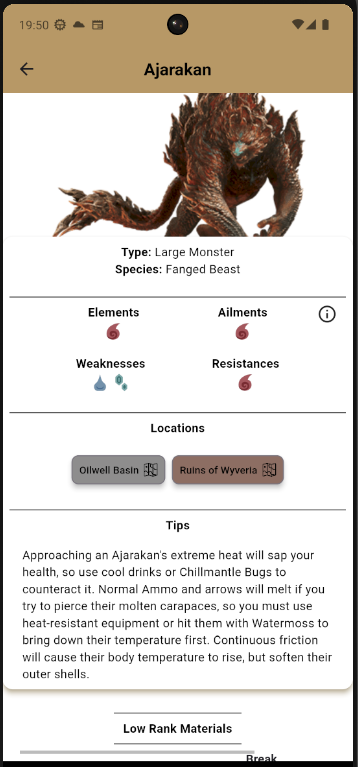 19:50
Ajarakan
Type: Large Monster
Species: Fanged Beast
Elements Ailments
Weaknesses Resistances
Locations
Oilwell Basin Ruins of Wyveria
Tips
Approaching an Ajarakan's extreme heat will sap your
health, so use cool drinks or Chillmantle Bugs to
counteract it. Normal Ammo and arrows will melt if you
try to pierce their molten carapaces, so you must use
heat-resistant equipment or hit them with Watermoss to
bring down their temperature first. Continuous friction
will cause their body temperature to rise, but soften their
outer shells.
Low Rank Materials
Break